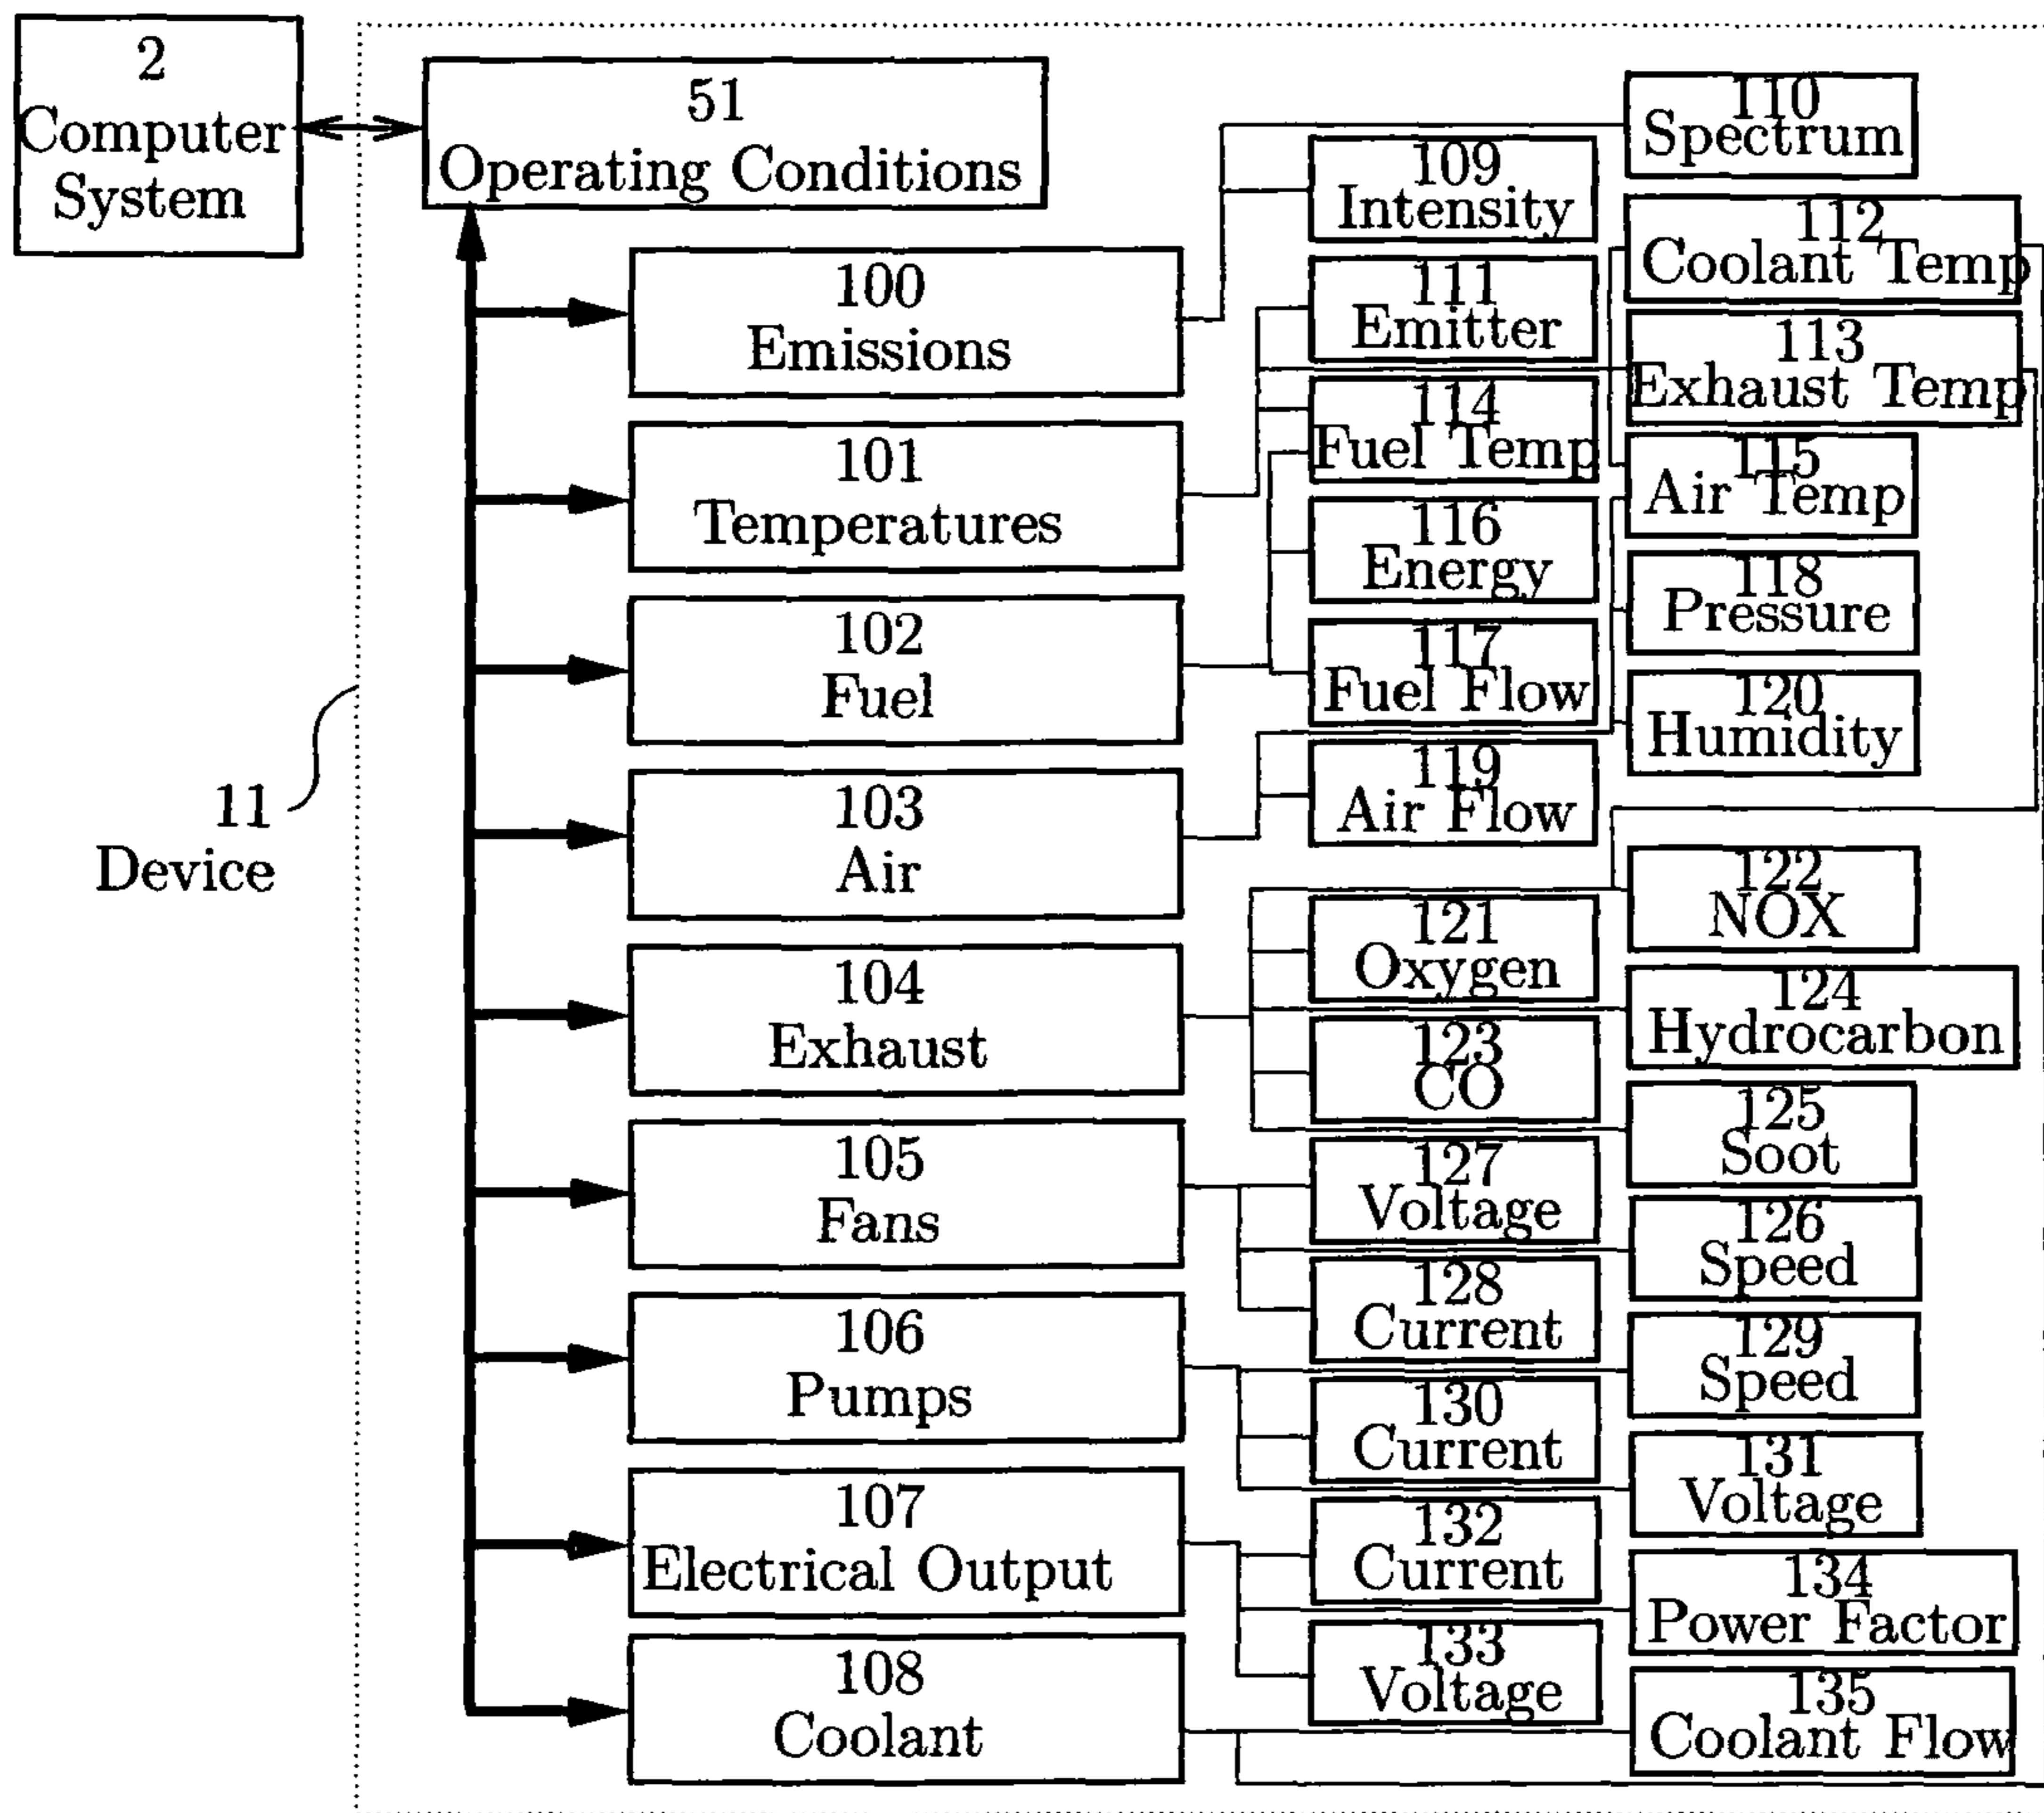 2
Computer
System
51
Operating Conditions
11
Device
100
Emissions
101
Temperatures
102
Fuel
103
Air
104
Exhaust
105
Fans
106
Pumps
107
Electrical Output
108
Coolant
109
Intensity
110
Spectrum
111
Emitter
112
Coolant Temp
113
Exhaust Temp
114
Fuel Temp
115
Air Temp
116
Energy
117
Fuel Flow
118
Pressure
119
Air Flow
120
Humidity
121
Oxygen
122
NOX
123
CO
124
Hydrocarbon
125
Soot
127
Voltage
126
Speed
128
Current
129
Speed
130
Current
131
Voltage
132
Current
134
Power Factor
133
Voltage
135
Coolant Flow